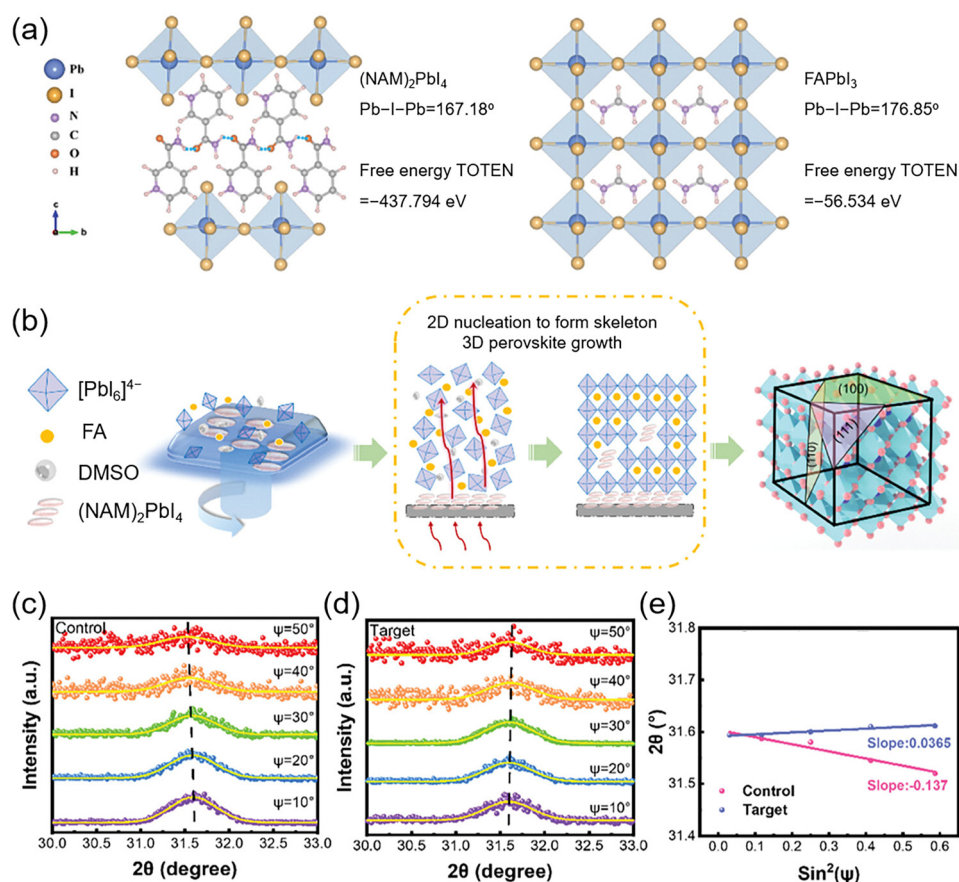 (a)
Pb
I
N
C
O
H
c
b
(NAM)₂PbI₄
Pb−I−Pb=167.18º
Free energy TOTEN
=−437.794 eV
FAPbI₃
Pb−I−Pb=176.85º
Free energy TOTEN
=−56.534 eV
(b)
[PbI₆]⁴⁻
FA
DMSO
(NAM)₂PbI₄
2D nucleation to form skeleton
3D perovskite growth
(100)
(111)
(110)
(c)
Control
ψ=50°
ψ=40°
ψ=30°
ψ=20°
ψ=10°
Intensity (a.u.)
30.0 30.5 31.0 31.5 32.0 32.5 33.0
2θ (degree)
(d)
Target
ψ=50°
ψ=40°
ψ=30°
ψ=20°
ψ=10°
Intensity (a.u.)
30.0 30.5 31.0 31.5 32.0 32.5 33.0
2θ (degree)
(e)
31.8
31.7
31.6
31.5
31.4
2θ (°)
Slope:0.0365
Slope:-0.137
Control
Target
0.0 0.1 0.2 0.3 0.4 0.5 0.6
Sin²(ψ)